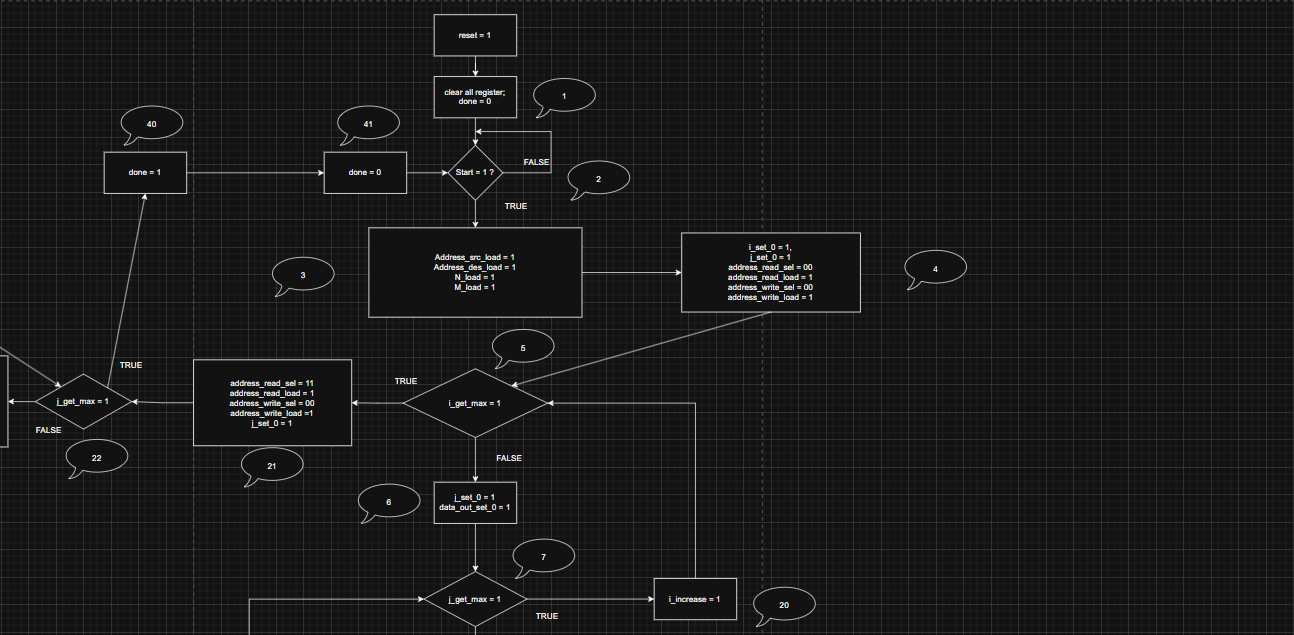 reset = 1
clear all register;
done = 0
1
40
41
done = 1
done = 0
Start = 1 ?
FALSE
2
TRUE
3
Address_src_load = 1
Address_des_load = 1
N_load = 1
M_load = 1
i_set_0 = 1,
j_set_0 = 1
address_read_sel = 00
address_read_load = 1
address_write_sel = 00
address_write_load = 1
4
5
TRUE
j_get_max = 1
FALSE
22
address_read_sel = 11
address_read_load = 1
address_write_sel = 00
address_write_load =1
j_set_0 = 1
21
TRUE
i_get_max = 1
FALSE
6
j_set_0 = 1
data_out_set_0 = 1
7
j_get_max = 1
TRUE
i_increase = 1
20